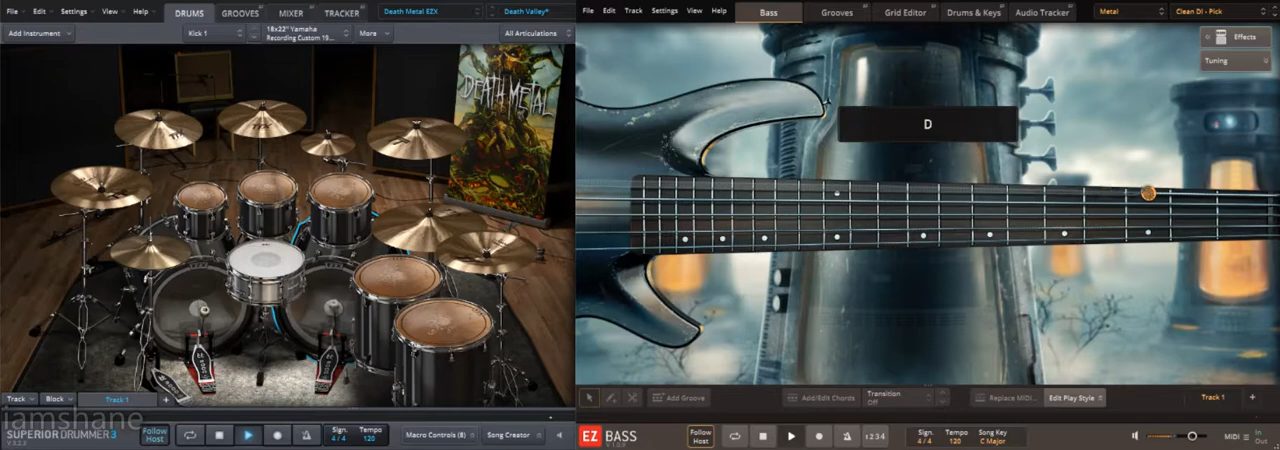 File Edit Settings View Help
DRUMS GROOVES MIXER TRACKER
Death Metal EZX
Death Valley*
Add Instrument
Kick 1
18x22" Yamaha
Recording Custom 19...
More
All Articulations
DEATH METAL
Track
Block
Track 1
+
iamshane
SUPERIOR DRUMMER 3
Follow
Host
Sign.
4 / 4
Tempo
120
Macro Controls (8)
Song Creator
File Edit Track Settings View Help
Bass Grooves Grid Editor Drums & Keys Audio Tracker
Metal
Clean DI - Pick
Effects
Tuning
D
Add Groove
Add/Edit Chords
Transition
Off
Replace MIDI...
Edit Play Style
Track 1
+
EZ BASS
Follow
Host
1 2 3 4
Sign.
4 / 4
Tempo
120
Song Key
C Major
MIDI
In
Out